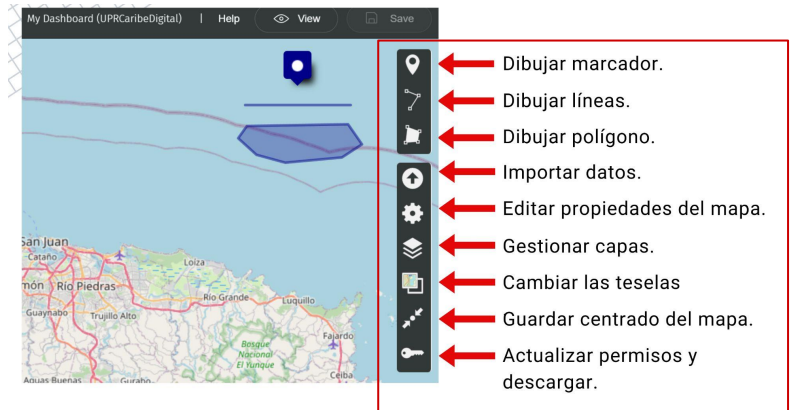 My Dashboard (UPRCaribeDigital) | Help View Save
Dibujar marcador.
Dibujar líneas.
Dibujar polígono.
Importar datos.
Editar propiedades del mapa.
Gestionar capas.
Cambiar las teselas
Guardar centrado del mapa.
Actualizar permisos y
descargar.
San Juan
Cataño
Loíza
Río Piedras
Río Grande
Luquillo
Guaynabo
Trujillo Alto
Fajardo
Bosque
Nacional
El Yunque
Ceiba
Aguas Buenas
Gurabo